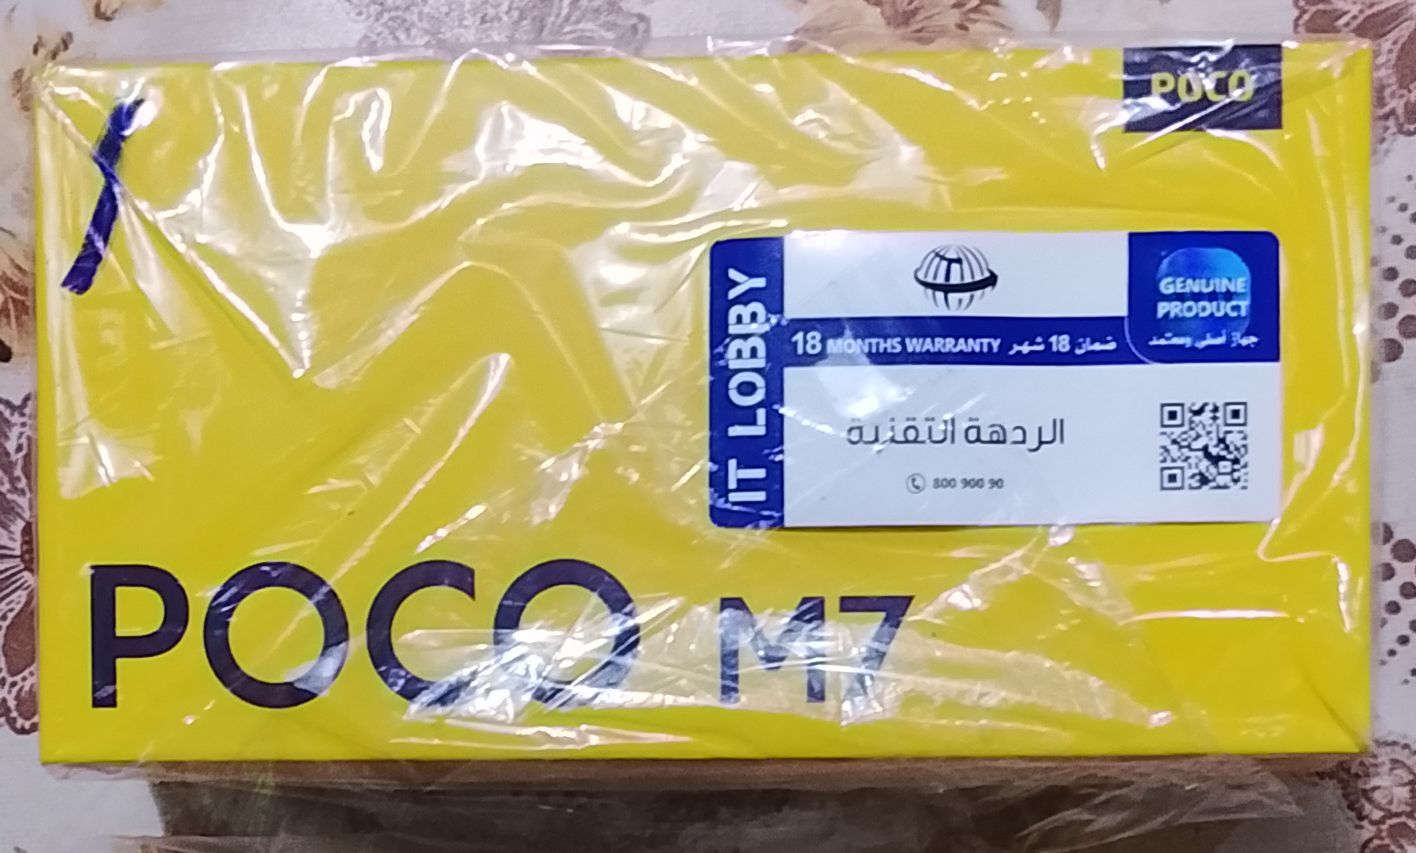 POCO
IT LOBBY
GENUINE
PRODUCT
جهاز أصلي ومعتمد
18 MONTHS WARRANTY ضمان 18 شهر
الردهة التقنية
800 900 90
POCO M7